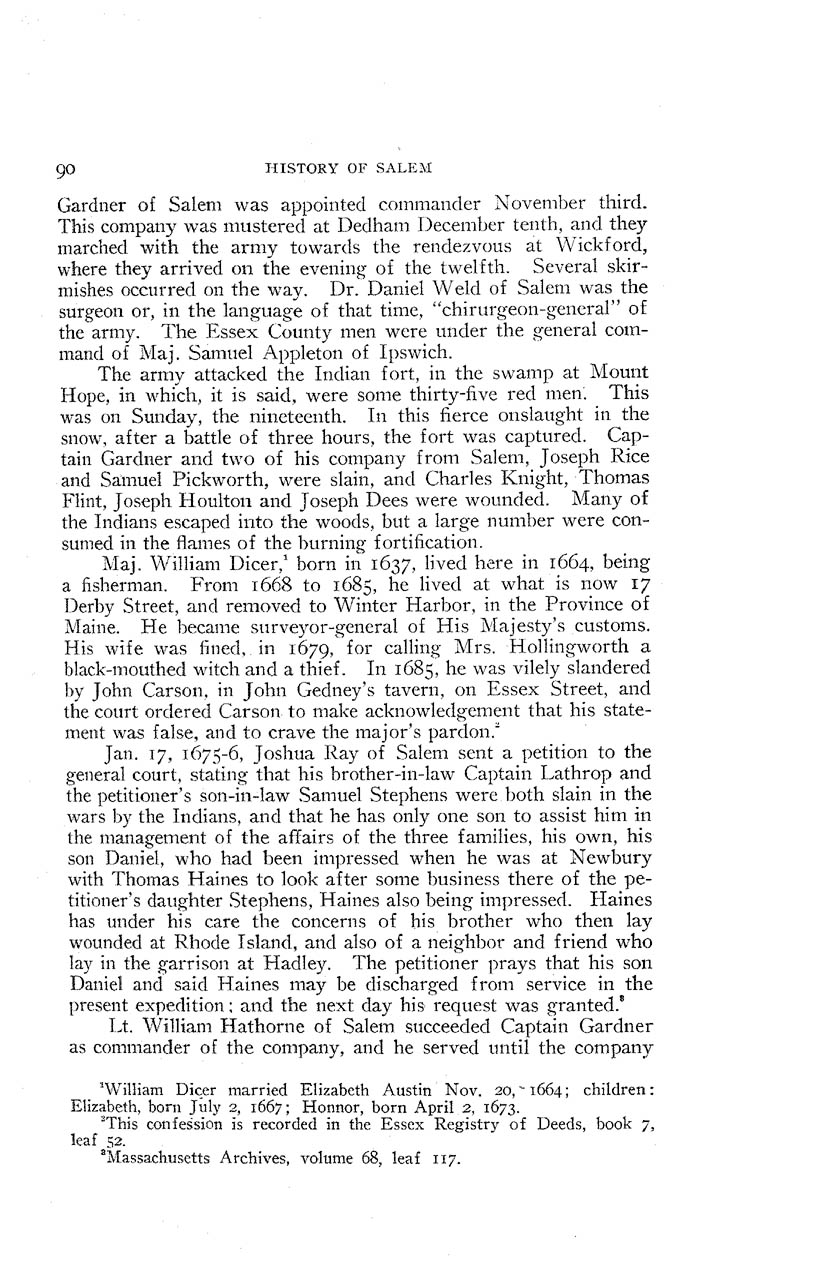 90 HISTORY OF SALEM
Gardner of Salem was appointed commander November third.
This company was mustered at Dedham December tenth, and they
marched with the army towards the rendezvous at Wickford,
where they arrived on the evening of the twelfth. Several skir-
mishes occurred on the way. Dr. Daniel Weld of Salem was the
surgeon or, in the language of that time, "chirurgeon-general" of
the army. The Essex County men were under the general com-
mand of Maj. Samuel Appleton of Ipswich.
The army attacked the Indian fort, in the swamp at Mount
Hope, in which, it is said, were some thirty-five red men. This
was on Sunday, the nineteenth. In this fierce onslaught in the
snow, after a battle of three hours, the fort was captured. Cap-
tain Gardner and two of his company from Salem, Joseph Rice
and Samuel Pickworth, were slain, and Charles Knight, Thomas
Flint, Joseph Houlton and Joseph Dees were wounded. Many of
the Indians escaped into the woods, but a large number were con-
sumed in the flames of the burning fortification.
Maj. William Dicer,¹ born in 1637, lived here in 1664, being
a fisherman. From 1668 to 1685, he lived at what is now 17
Derby Street, and removed to Winter Harbor, in the Province of
Maine. He became surveyor-general of His Majesty's customs.
His wife was fined, in 1679, for calling Mrs. Hollingworth a
black-mouthed witch and a thief. In 1685, he was vilely slandered
by John Carson, in John Gedney's tavern, on Essex Street, and
the court ordered Carson to make acknowledgement that his state-
ment was false, and to crave the major's pardon.²
Jan. 17, 1675-6, Joshua Ray of Salem sent a petition to the
general court, stating that his brother-in-law Captain Lathrop and
the petitioner's son-in-law Samuel Stephens were both slain in the
wars by the Indians, and that he has only one son to assist him in
the management of the affairs of the three families, his own, his
son Daniel, who had been impressed when he was at Newbury
with Thomas Haines to look after some business there of the pe-
titioner's daughter Stephens, Haines also being impressed. Haines
has under his care the concerns of his brother who then lay
wounded at Rhode Island, and also of a neighbor and friend who
lay in the garrison at Hadley. The petitioner prays that his son
Daniel and said Haines may be discharged from service in the
present expedition; and the next day his request was granted.³
Lt. William Hathorne of Salem succeeded Captain Gardner
as commander of the company, and he served until the company
¹William Dicer married Elizabeth Austin Nov. 20, 1664; children:
Elizabeth, born July 2, 1667; Honnor, born April 2, 1673.
²This confession is recorded in the Essex Registry of Deeds, book 7,
leaf 52.
³Massachusetts Archives, volume 68, leaf 117.